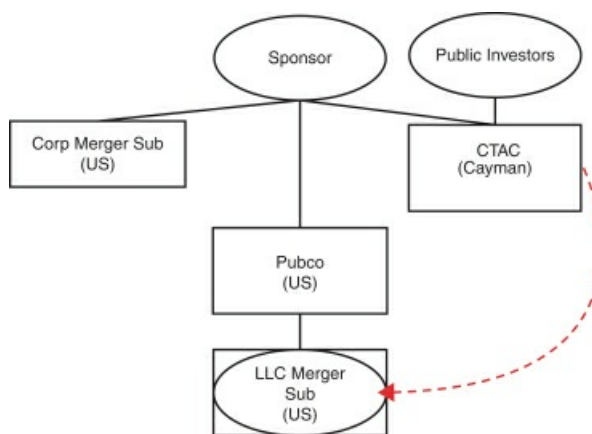 Sponsor
Public Investors
Corp Merger Sub
(US)
CTAC
(Cayman)
Pubco
(US)
LLC Merger
Sub
(US)